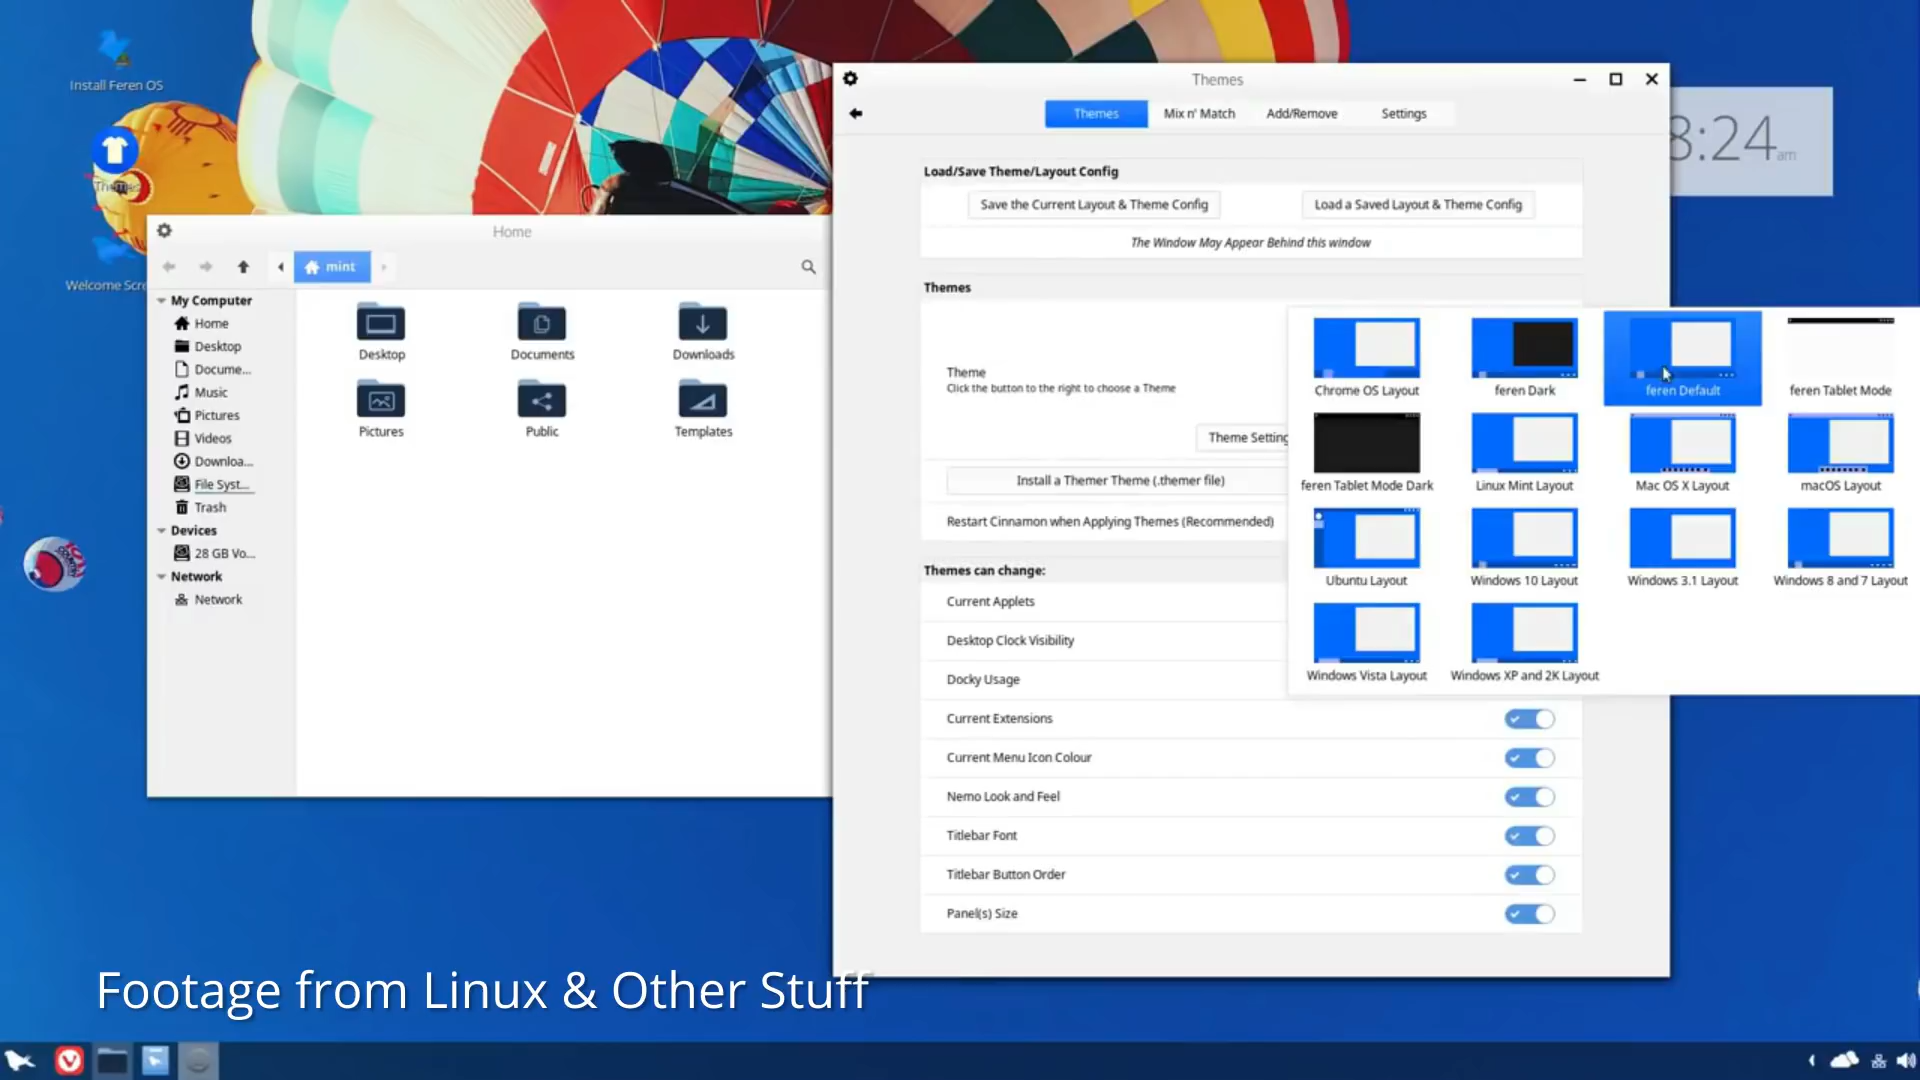 Install Feren OS
Themes
Welcome Scre
Home
mint
My Computer
Home
Desktop
Docume...
Music
Pictures
Videos
Downloa...
File Syst...
Trash
Devices
28 GB Vo...
Network
Network
Desktop
Documents
Downloads
Pictures
Public
Templates
Themes
Themes
Mix n' Match
Add/Remove
Settings
Load/Save Theme/Layout Config
Save the Current Layout & Theme Config
Load a Saved Layout & Theme Config
The Window May Appear Behind this window
Themes
Theme
Click the button to the right to choose a Theme
Theme Setting
Install a Themer Theme (.themer file)
Restart Cinnamon when Applying Themes (Recommended)
Themes can change:
Current Applets
Desktop Clock Visibility
Docky Usage
Current Extensions
Current Menu Icon Colour
Nemo Look and Feel
Titlebar Font
Titlebar Button Order
Panel(s) Size
Chrome OS Layout
feren Dark
feren Default
feren Tablet Mode
feren Tablet Mode Dark
Linux Mint Layout
Mac OS X Layout
macOS Layout
Ubuntu Layout
Windows 10 Layout
Windows 3.1 Layout
Windows 8 and 7 Layout
Windows Vista Layout
Windows XP and 2K Layout
8:24 am
Footage from Linux & Other Stuff